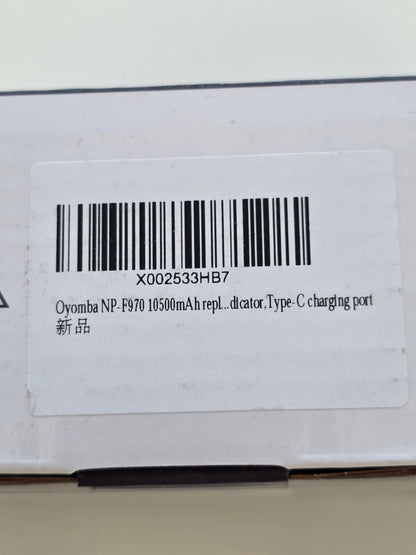 X002533HB7
Oyomba NP-F970 10500mAh repl...dicator,Type-C charging port
新品